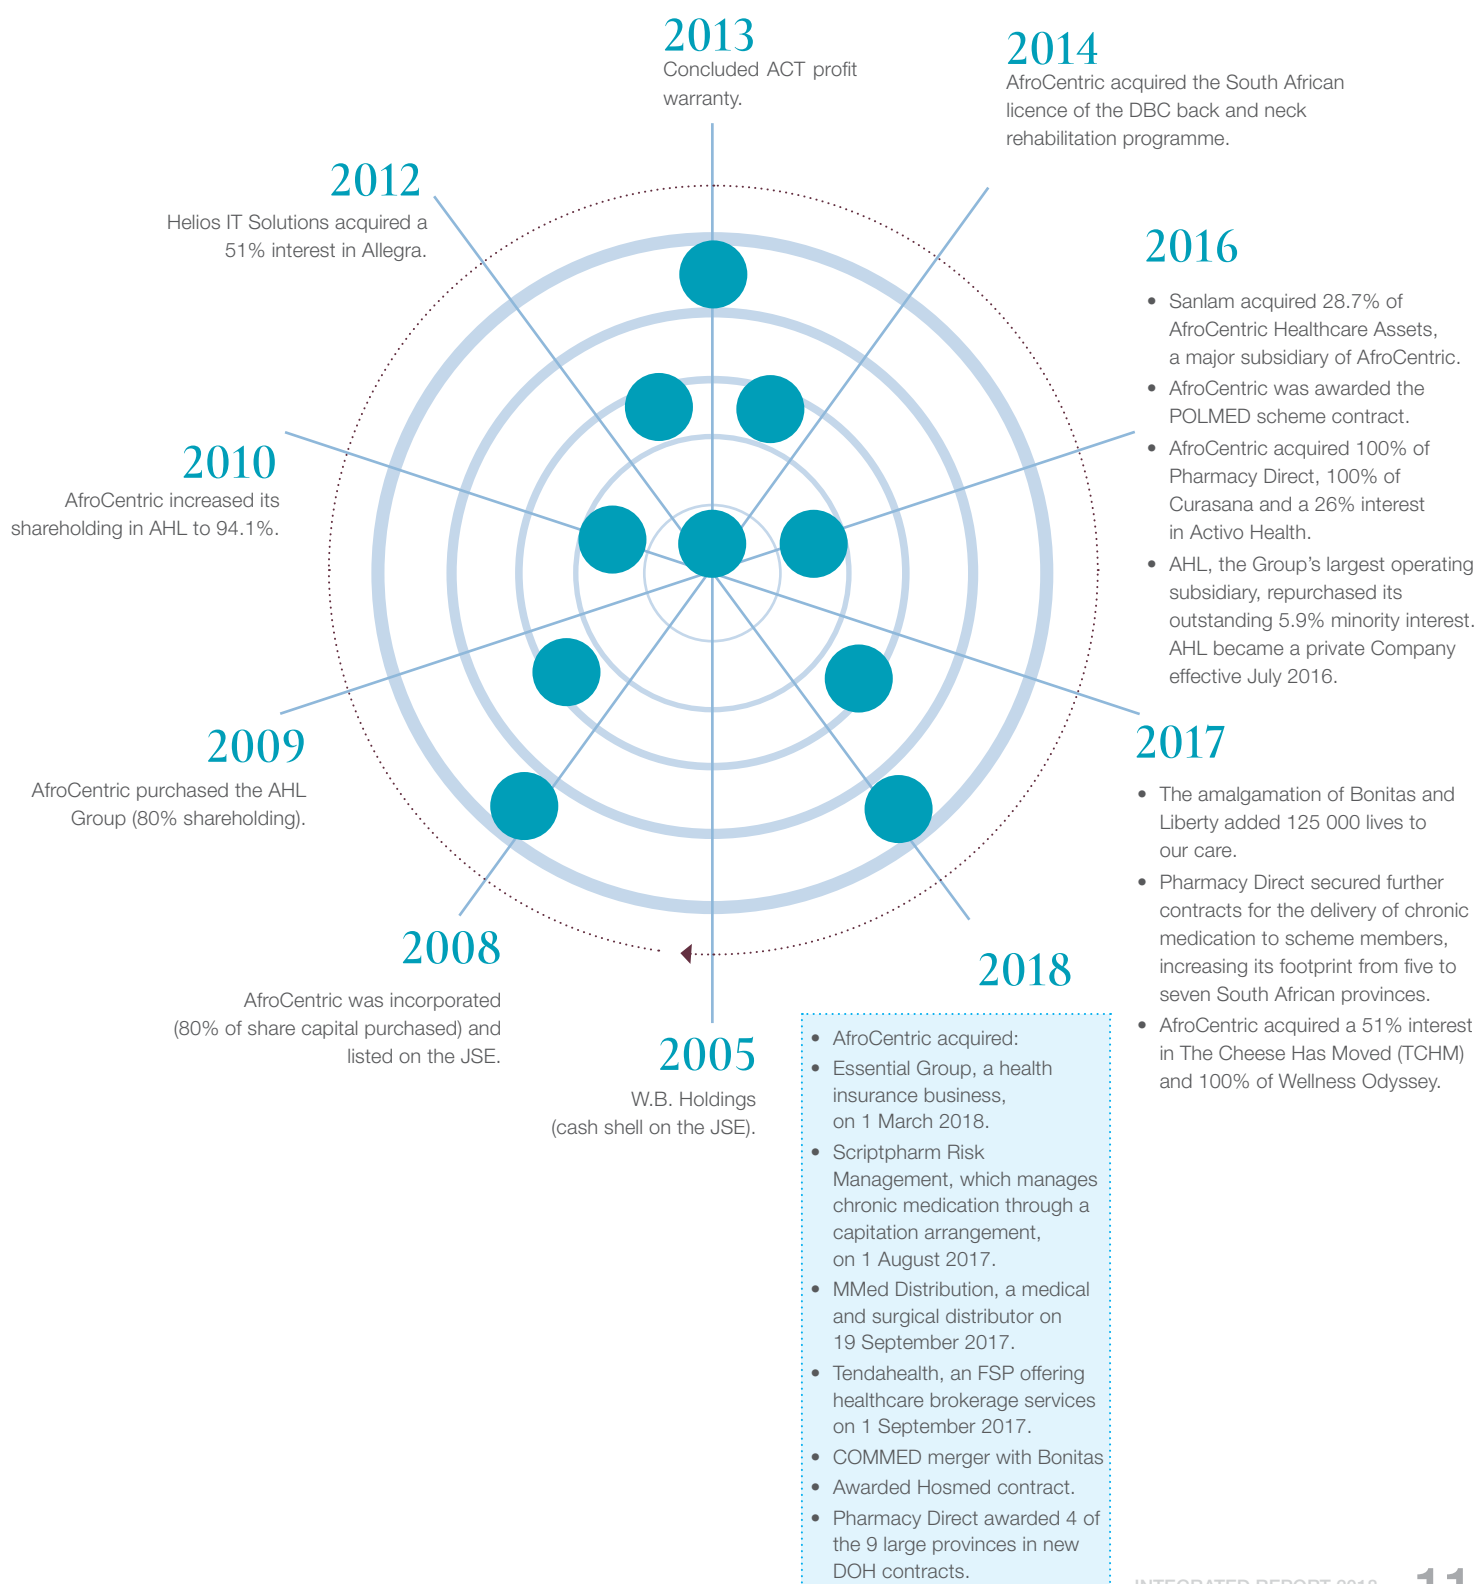 2013
Concluded ACT profit
warranty.
2014
AfroCentric acquired the South African
licence of the DBC back and neck
rehabilitation programme.
2012
Helios IT Solutions acquired a
51% interest in Allegra.
2016
• Sanlam acquired 28.7% of
AfroCentric Healthcare Assets,
a major subsidiary of AfroCentric.
• AfroCentric was awarded the
POLMED scheme contract.
• AfroCentric acquired 100% of
Pharmacy Direct, 100% of
Curasana and a 26% interest
in Activo Health.
• AHL, the Group’s largest operating
subsidiary, repurchased its
outstanding 5.9% minority interest.
AHL became a private Company
effective July 2016.
2010
AfroCentric increased its
shareholding in AHL to 94.1%.
2009
AfroCentric purchased the AHL
Group (80% shareholding).
2017
• The amalgamation of Bonitas and
Liberty added 125 000 lives to
our care.
• Pharmacy Direct secured further
contracts for the delivery of chronic
medication to scheme members,
increasing its footprint from five to
seven South African provinces.
• AfroCentric acquired a 51% interest
in The Cheese Has Moved (TCHM)
and 100% of Wellness Odyssey.
2008
AfroCentric was incorporated
(80% of share capital purchased) and
listed on the JSE.
2005
W.B. Holdings
(cash shell on the JSE).
2018
• AfroCentric acquired:
• Essential Group, a health
insurance business,
on 1 March 2018.
• Scriptpharm Risk
Management, which manages
chronic medication through a
capitation arrangement,
on 1 August 2017.
• MMed Distribution, a medical
and surgical distributor on
19 September 2017.
• Tendahealth, an FSP offering
healthcare brokerage services
on 1 September 2017.
• COMMED merger with Bonitas
• Awarded Hosmed contract.
• Pharmacy Direct awarded 4 of
the 9 large provinces in new
DOH contracts.